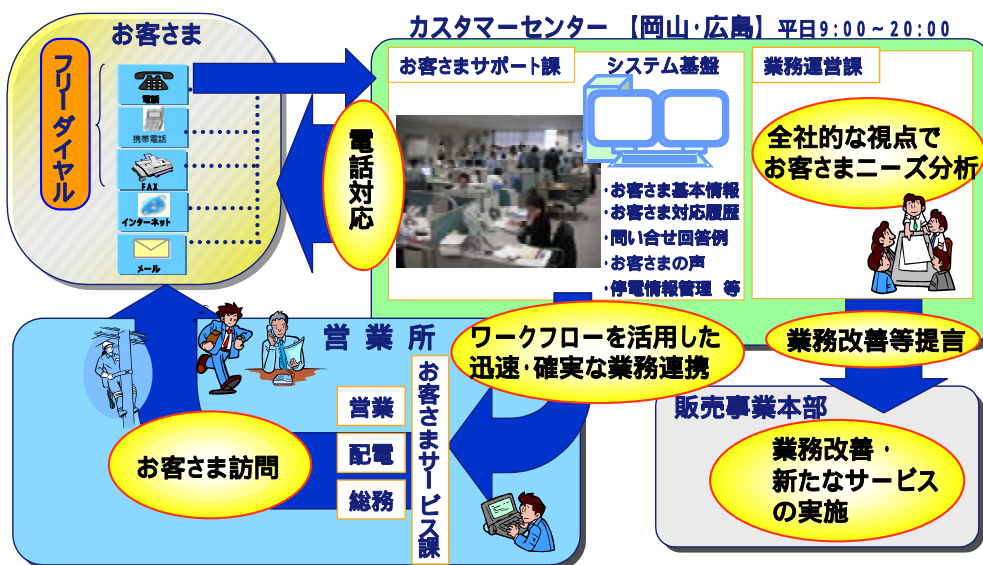 お客さま
フリーダイヤル
電話
携帯電話
FAX
インターネット
メール
電話対応
カスタマーセンター 【岡山・広島】 平日9:00~20:00
お客さまサポート課
システム基盤
・お客さま基本情報
・お客さま対応履歴
・問い合せ回答例
・お客さまの声
・停電情報管理 等
業務運営課
全社的な視点で
お客さまニーズ分析
業務改善等提言
販売事業本部
業務改善・
新たなサービス
の実施
ワークフローを活用した
迅速・確実な業務連携
営業所
お客さまサービス課
営業
配電
総務
お客さま訪問